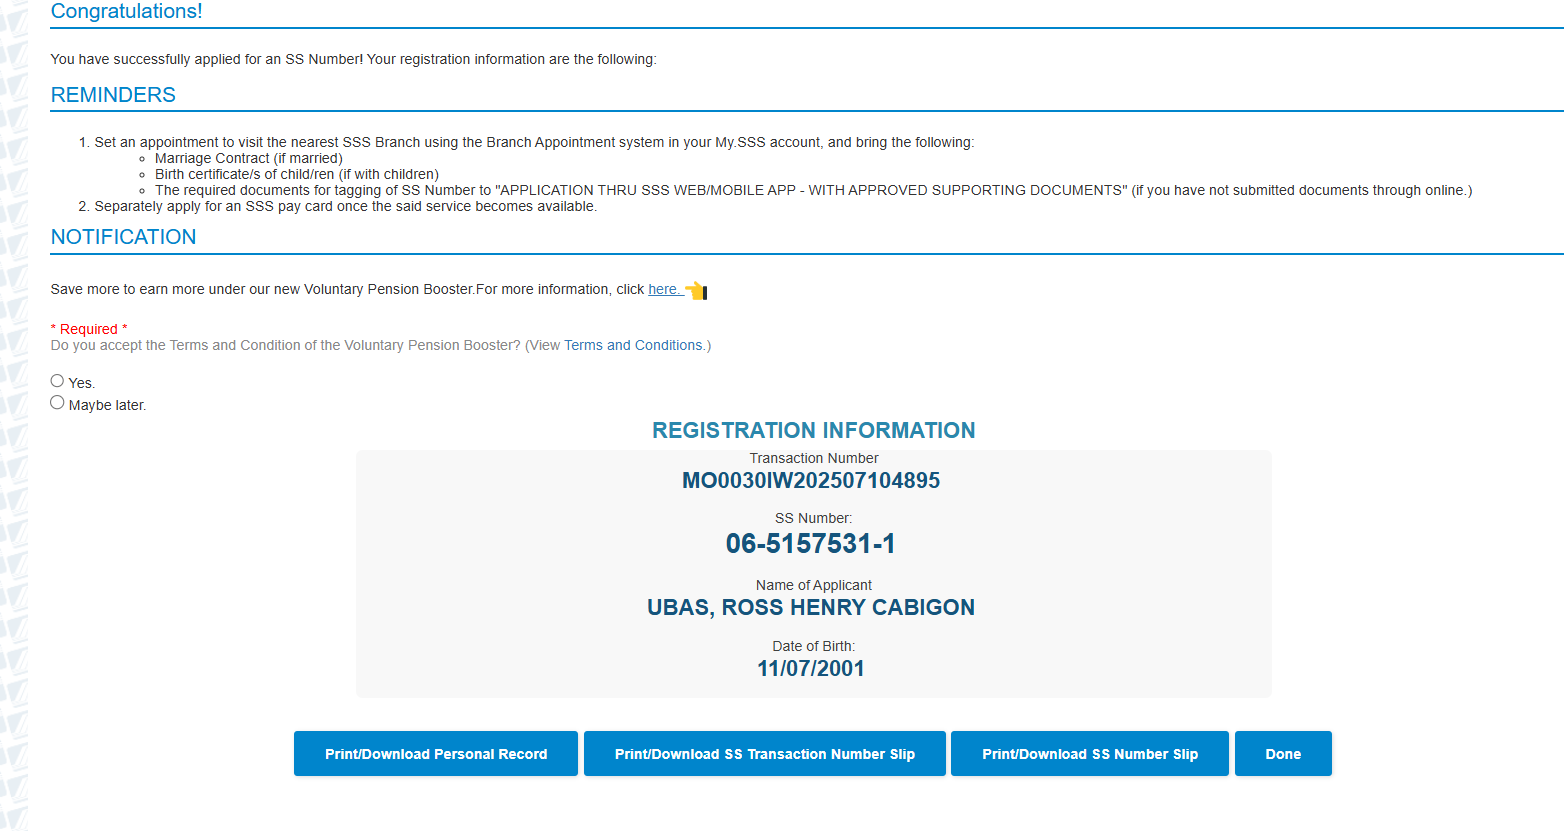 Congratulations!
You have successfully applied for an SS Number! Your registration information are the following:
REMINDERS
1. Set an appointment to visit the nearest SSS Branch using the Branch Appointment system in your My.SSS account, and bring the following:
Marriage Contract (if married)
Birth certificate/s of child/ren (if with children)
The required documents for tagging of SS Number to "APPLICATION THRU SSS WEB/MOBILE APP - WITH APPROVED SUPPORTING DOCUMENTS" (if you have not submitted documents through online.)
2. Separately apply for an SSS pay card once the said service becomes available.
NOTIFICATION
Save more to earn more under our new Voluntary Pension Booster.For more information, click here.
* Required *
Do you accept the Terms and Condition of the Voluntary Pension Booster? (View Terms and Conditions.)
Yes.
Maybe later.
REGISTRATION INFORMATION
Transaction Number
MO0030IW202507104895
SS Number:
06-5157531-1
Name of Applicant
UBAS, ROSS HENRY CABIGON
Date of Birth:
11/07/2001
Print/Download Personal Record
Print/Download SS Transaction Number Slip
Print/Download SS Number Slip
Done